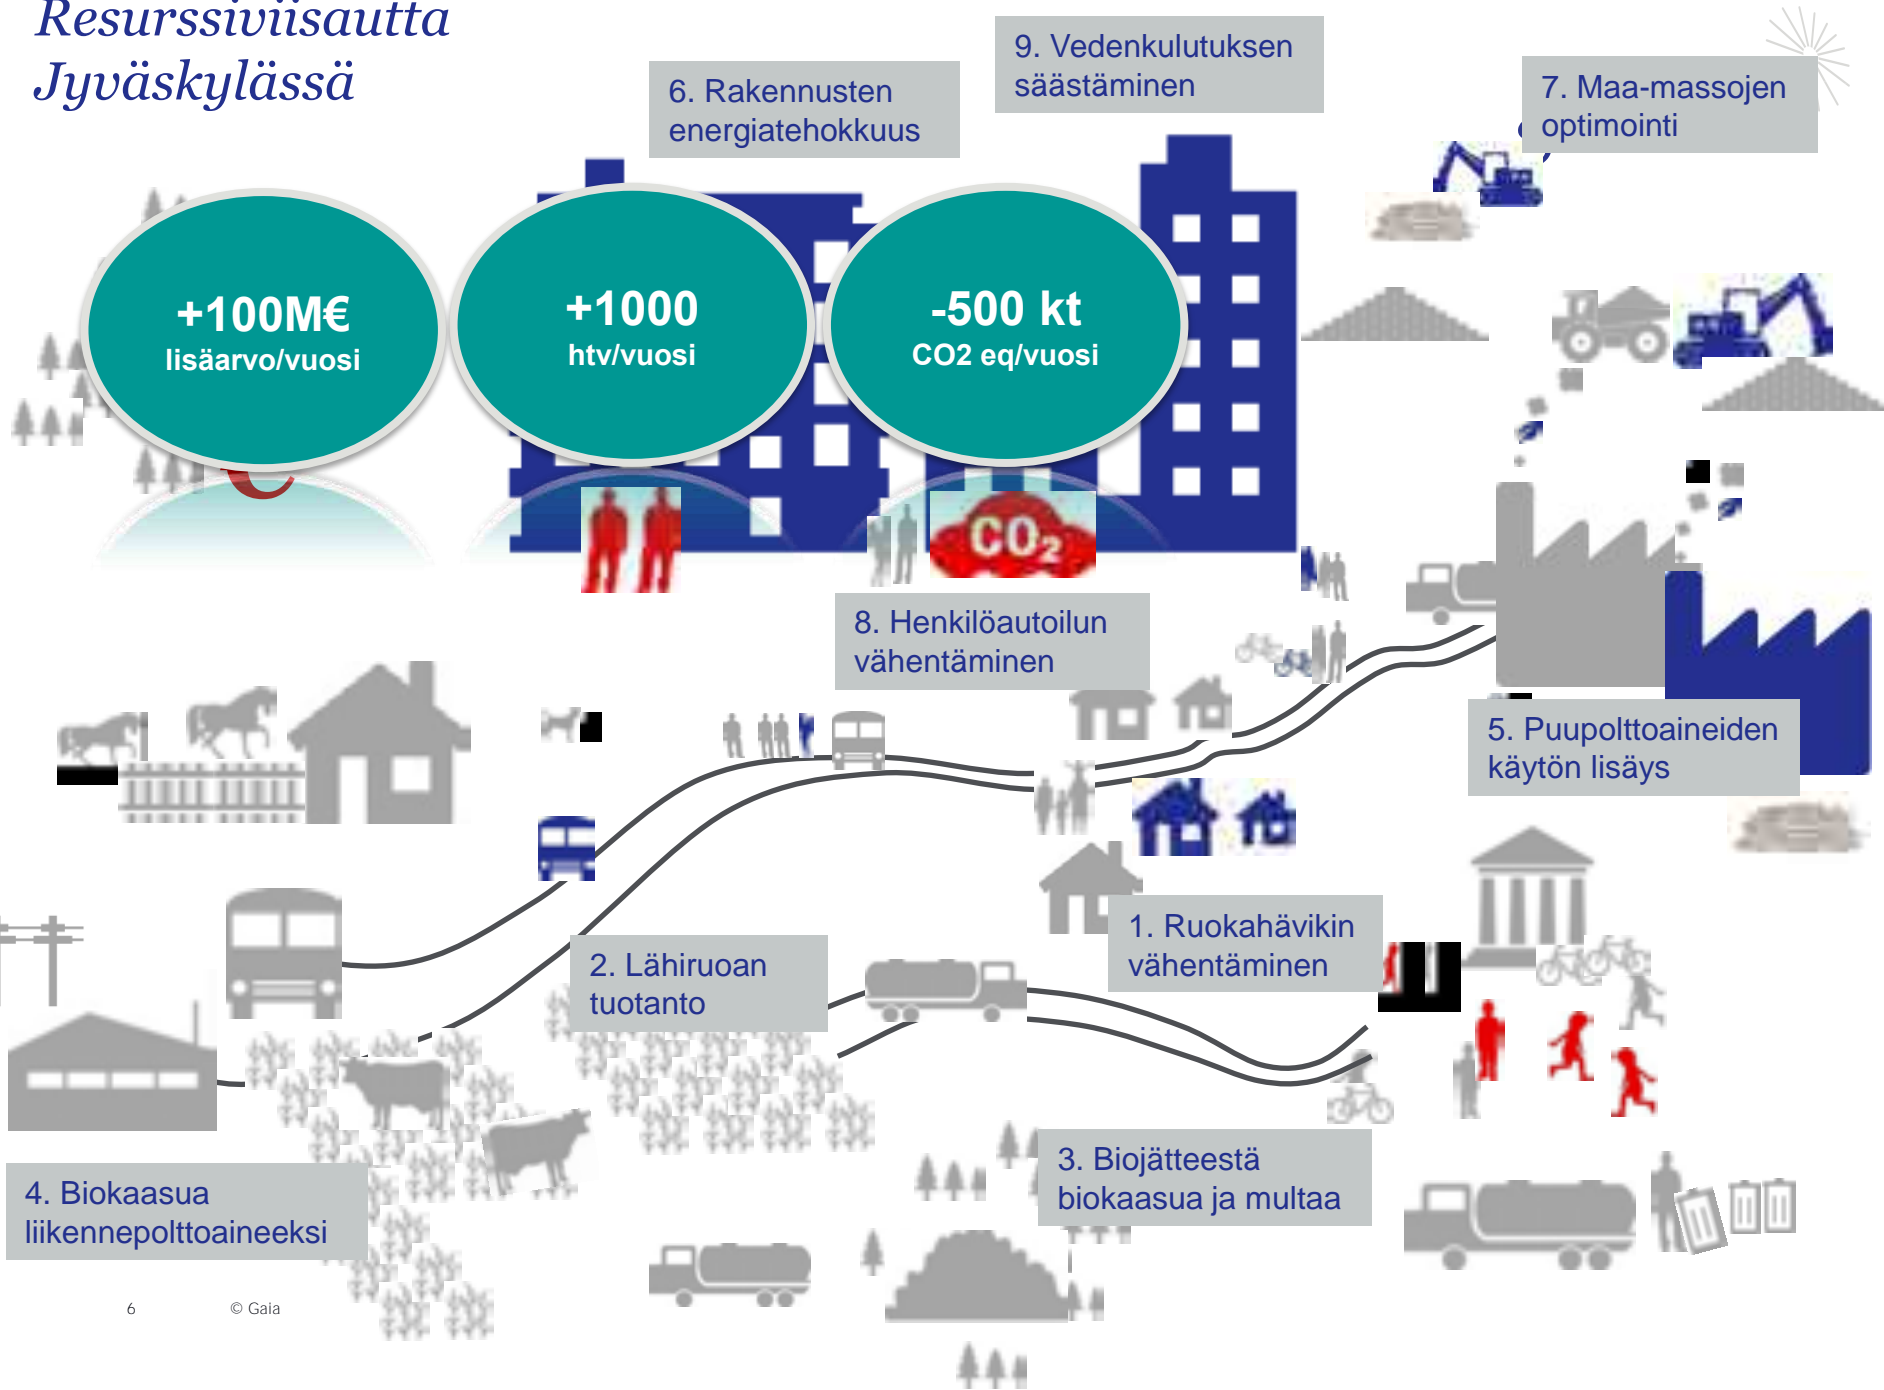 Resurssiviisautta
Jyväskylässä
6. Rakennusten
energiatehokkuus
9. Vedenkulutuksen
säästäminen
7. Maa-massojen
optimointi
+100M€
lisäarvo/vuosi
+1000
htv/vuosi
-500 kt
CO2 eq/vuosi
€
CO₂
8. Henkilöautoilun
vähentäminen
5. Puupolttoaineiden
käytön lisäys
1. Ruokahävikin
vähentäminen
2. Lähiruoan
tuotanto
3. Biojätteestä
biokaasua ja multaa
4. Biokaasua
liikennepolttoaineeksi
6
© Gaia